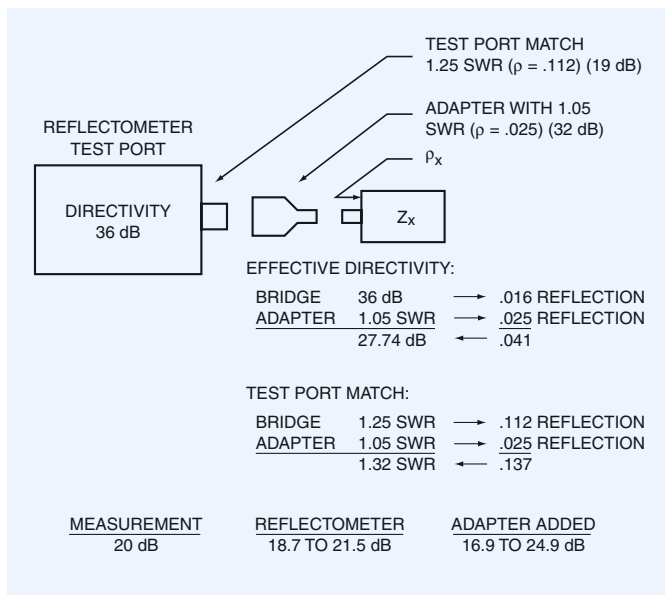 TEST PORT MATCH
1.25 SWR (ρ = .112) (19 dB)
ADAPTER WITH 1.05
SWR (ρ = .025) (32 dB)
ρx
REFLECTOMETER
TEST PORT
DIRECTIVITY
36 dB
Zx
EFFECTIVE DIRECTIVITY:
BRIDGE 36 dB → .016 REFLECTION
ADAPTER 1.05 SWR → .025 REFLECTION
27.74 dB ← .041
TEST PORT MATCH:
BRIDGE 1.25 SWR → .112 REFLECTION
ADAPTER 1.05 SWR → .025 REFLECTION
1.32 SWR ← .137
MEASUREMENT REFLECTOMETER ADAPTER ADDED
20 dB 18.7 TO 21.5 dB 16.9 TO 24.9 dB